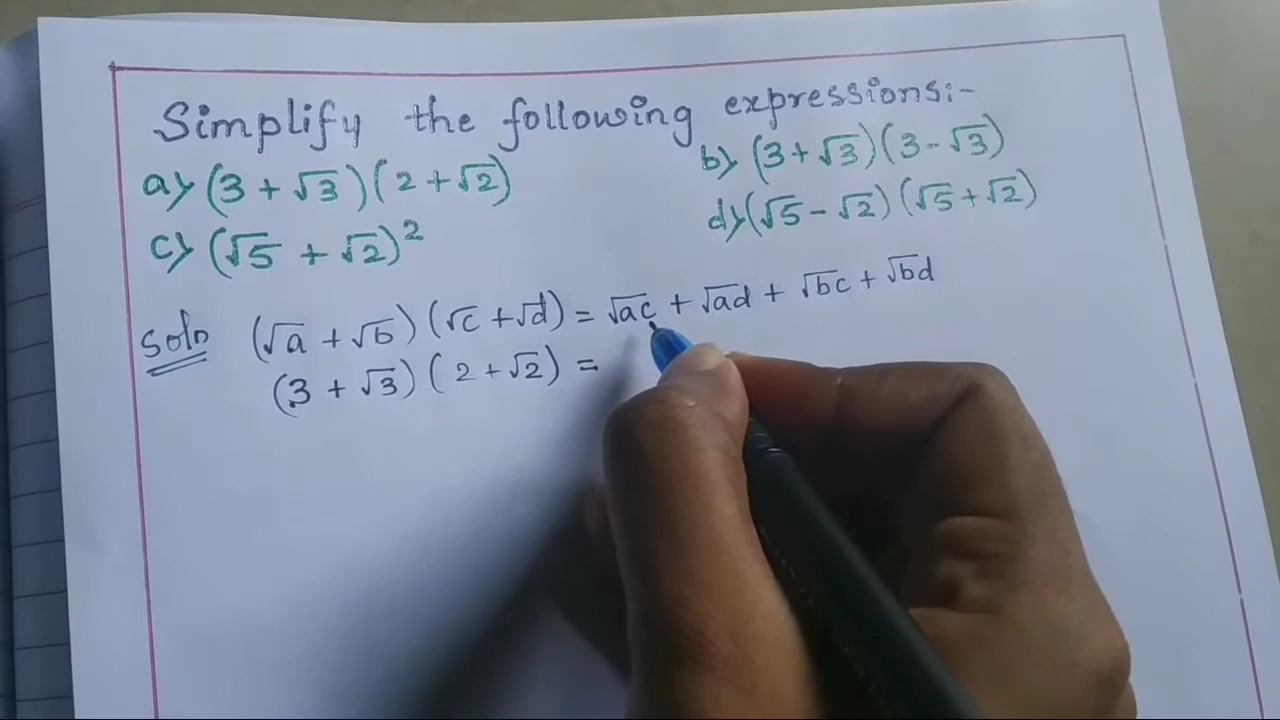 Simplify the following expressions:-
a) (3 + √3)(2 + √2) b) (3 + √3)(3 - √3)
c) (√5 + √2)² d) (√5 - √2)(√5 + √2)
Soln (√a + √b)(√c + √d) = √ac + √ad + √bc + √bd
(3 + √3)(2 + √2) =